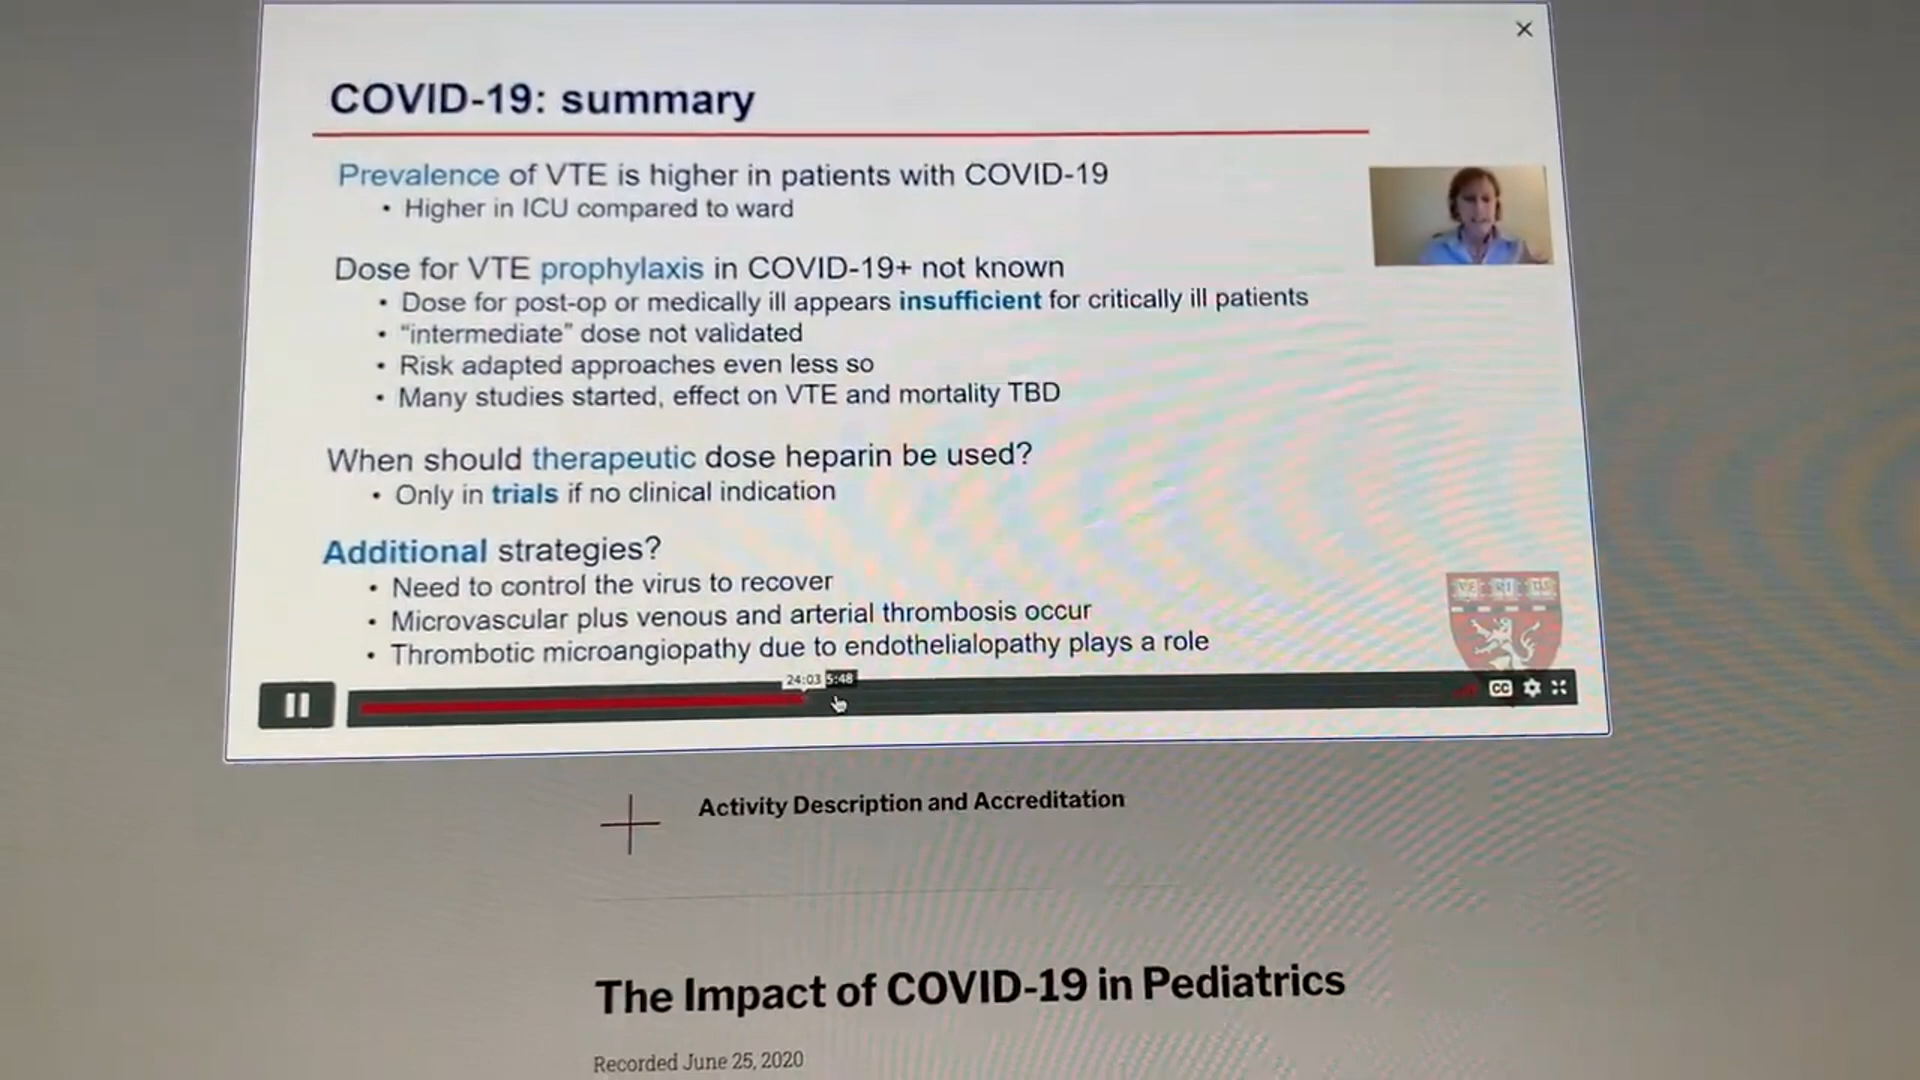 COVID-19: summary
Prevalence of VTE is higher in patients with COVID-19
• Higher in ICU compared to ward
Dose for VTE prophylaxis in COVID-19+ not known
• Dose for post-op or medically ill appears insufficient for critically ill patients
• “intermediate” dose not validated
• Risk adapted approaches even less so
• Many studies started, effect on VTE and mortality TBD
When should therapeutic dose heparin be used?
• Only in trials if no clinical indication
Additional strategies?
• Need to control the virus to recover
• Microvascular plus venous and arterial thrombosis occur
• Thrombotic microangiopathy due to endothelialopathy plays a role
VE RI TAS
24:03 5:48
CC
Activity Description and Accreditation
The Impact of COVID-19 in Pediatrics
Recorded June 25, 2020